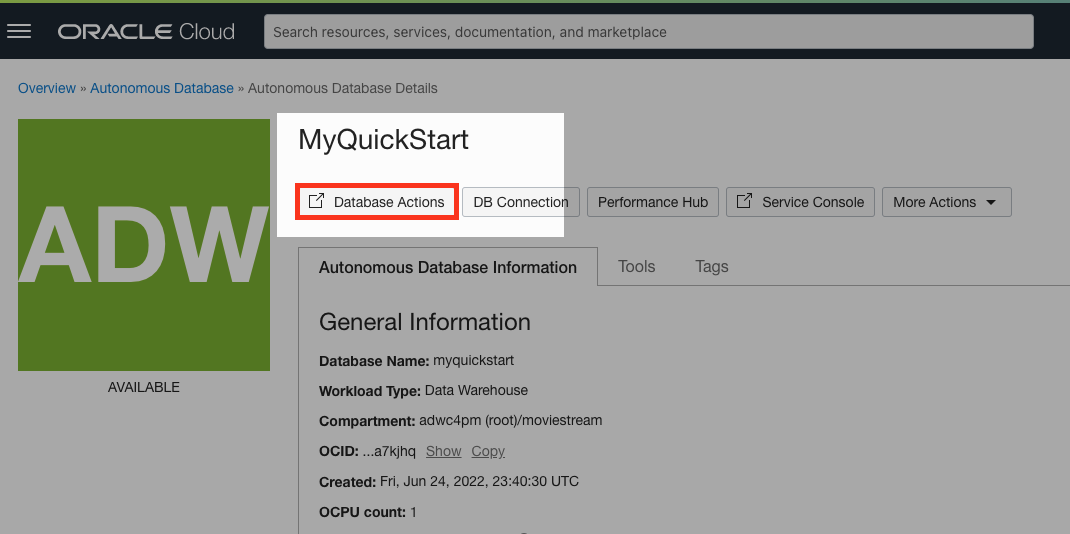 ORACLE Cloud
Search resources, services, documentation, and marketplace
Overview » Autonomous Database » Autonomous Database Details
ADW
AVAILABLE
MyQuickStart
Database Actions
DB Connection
Performance Hub
Service Console
More Actions
Autonomous Database Information
Tools
Tags
General Information
Database Name: myquickstart
Workload Type: Data Warehouse
Compartment: adwc4pm (root)/moviestream
OCID: ...a7kjhq Show Copy
Created: Fri, Jun 24, 2022, 23:40:30 UTC
OCPU count: 1